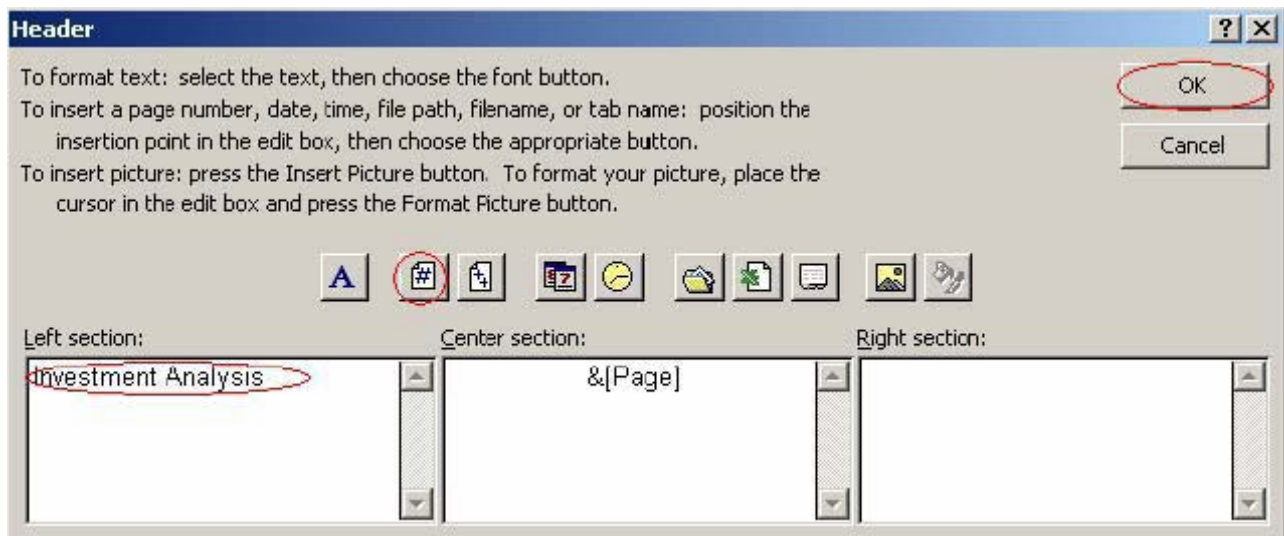 Header
To format text: select the text, then choose the font button.
To insert a page number, date, time, file path, filename, or tab name: position the
insertion point in the edit box, then choose the appropriate button.
To insert picture: press the Insert Picture button. To format your picture, place the
cursor in the edit box and press the Format Picture button.
OK
Cancel
A
Left section:
Center section:
Right section:
Investment Analysis
&[Page]